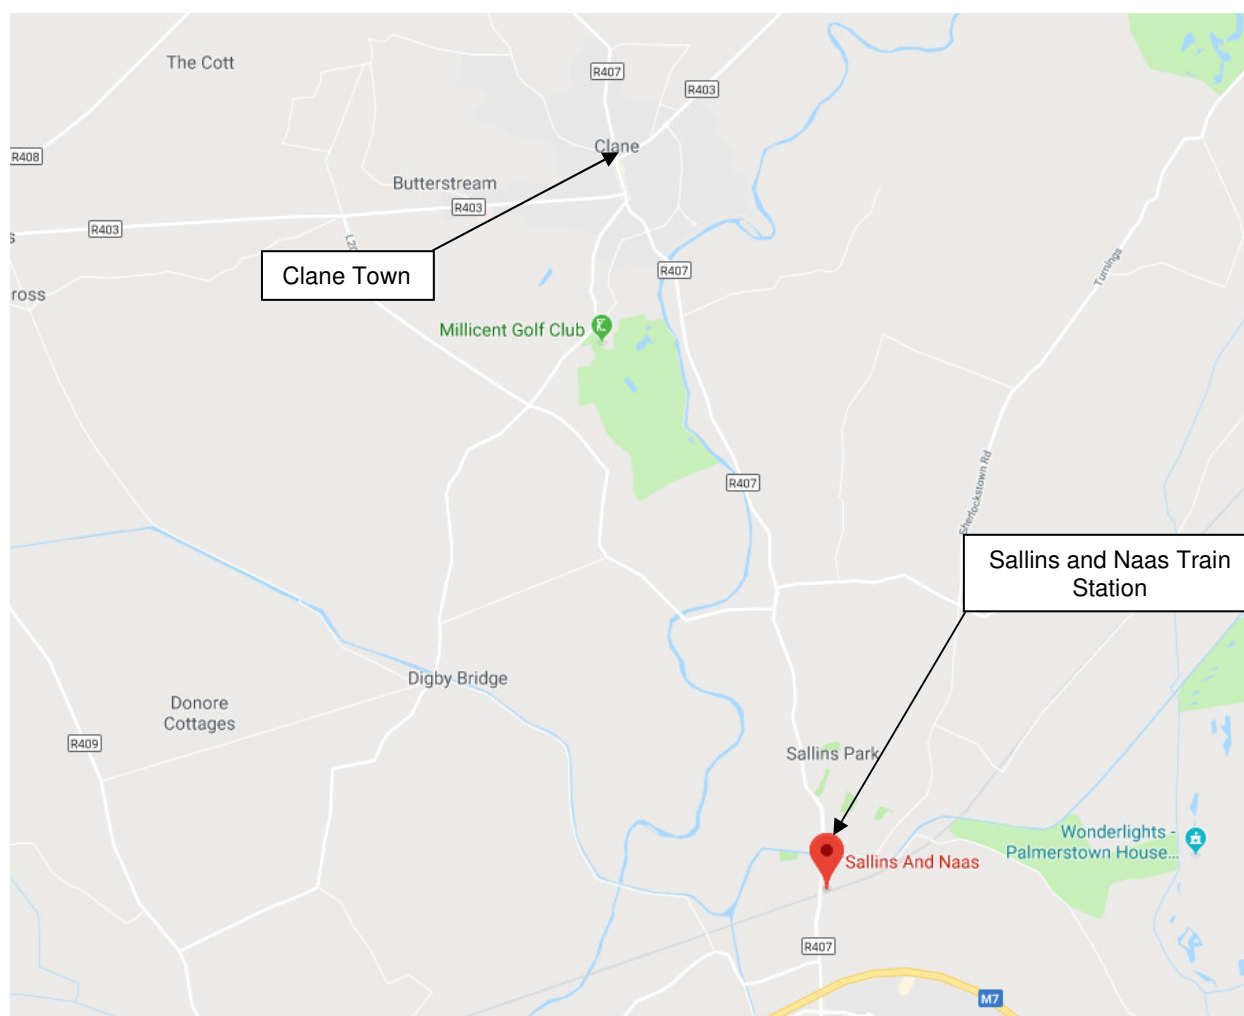 The Cott
R407
R403
R408
Clane
Butterstream
R403
R403
Clane Town
R407
Turnings
ross
Millicent Golf Club
R407
Sherlockstown Rd
Sallins and Naas Train
Station
Digby Bridge
Donore
Cottages
R409
Sallins Park
Wonderlights -
Palmerstown House...
Sallins And Naas
R407
M7